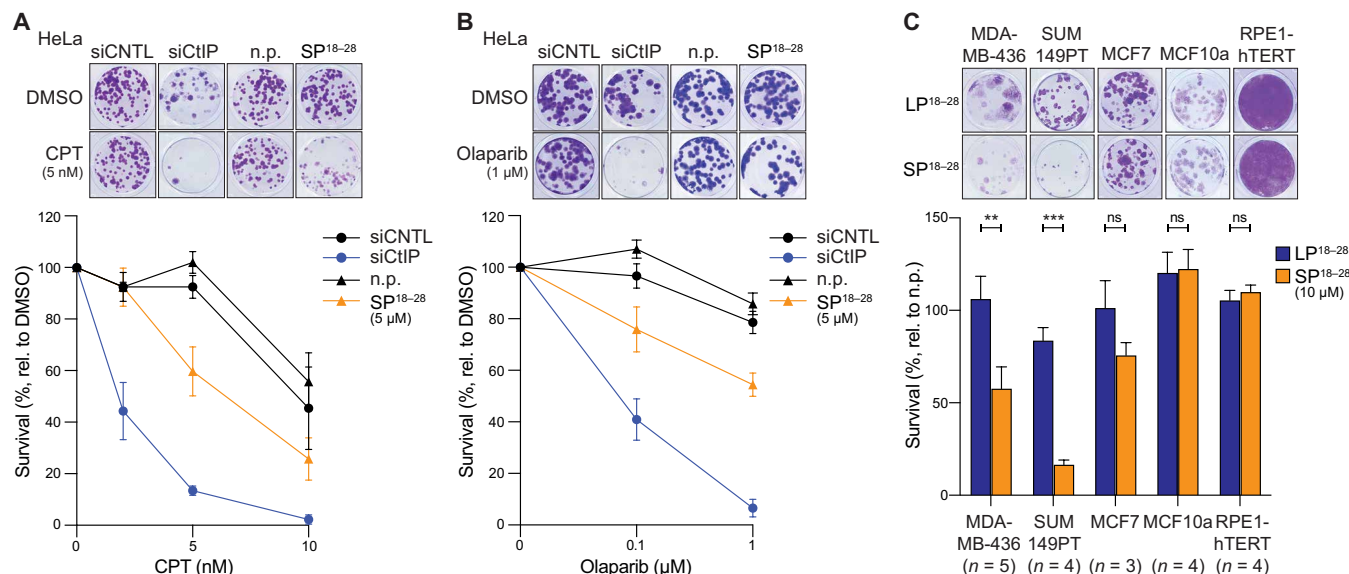 A
HeLa
siCNTL siCtIP n.p. SP¹⁸⁻²⁸
DMSO
CPT
(5 nM)
Survival (%, rel. to DMSO)
120
100
80
60
40
20
0
0 5 10
CPT (nM)
siCNTL
siCtIP
n.p.
SP¹⁸⁻²⁸
(5 μM)
B
HeLa
siCNTL siCtIP n.p. SP¹⁸⁻²⁸
DMSO
Olaparib
(1 μM)
Survival (%, rel. to DMSO)
120
100
80
60
40
20
0
0 0.1 1
Olaparib (μM)
siCNTL
siCtIP
n.p.
SP¹⁸⁻²⁸
(5 μM)
C
MDA-
MB-436
SUM
149PT
MCF7
MCF10a
RPE1-
hTERT
LP¹⁸⁻²⁸
SP¹⁸⁻²⁸
Survival (%, rel. to n.p.)
150
100
50
0
** *** ns ns ns
LP¹⁸⁻²⁸
SP¹⁸⁻²⁸
(10 μM)
MDA-
MB-436
(n = 5)
SUM
149PT
(n = 4)
MCF7
(n = 3)
MCF10a
(n = 4)
RPE1-
hTERT
(n = 4)